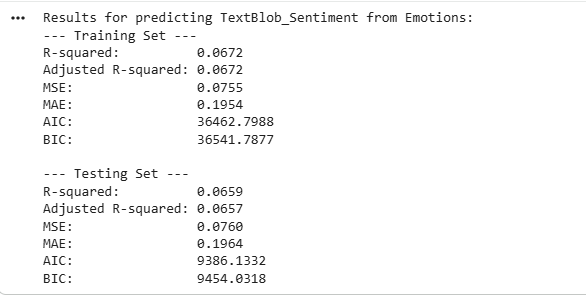 ••• Results for predicting TextBlob_Sentiment from Emotions:
--- Training Set ---
R-squared: 0.0672
Adjusted R-squared: 0.0672
MSE: 0.0755
MAE: 0.1954
AIC: 36462.7988
BIC: 36541.7877
--- Testing Set ---
R-squared: 0.0659
Adjusted R-squared: 0.0657
MSE: 0.0760
MAE: 0.1964
AIC: 9386.1332
BIC: 9454.0318